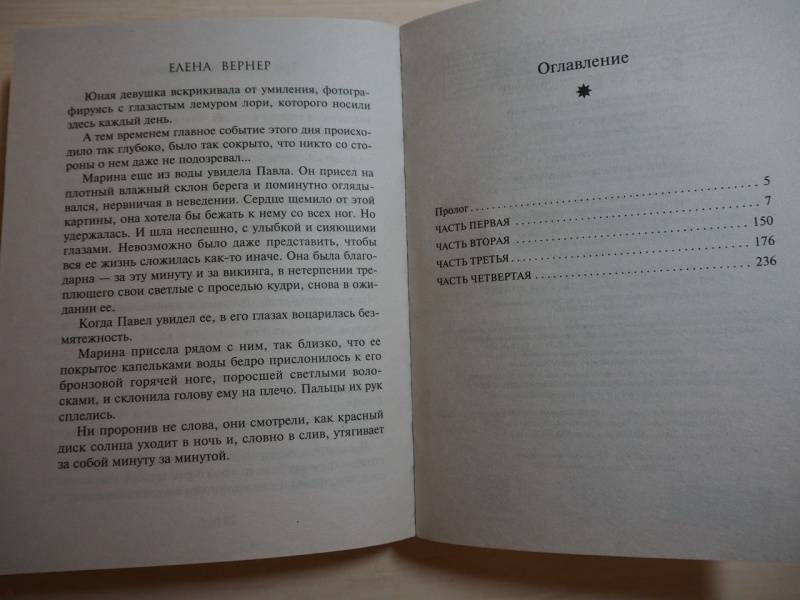 ЕЛЕНА ВЕРНЕР
Юная девушка вскрикивала от умиления, фотогра-
фируясь с глазастым лемуром лори, которого носили
здесь каждый день.
А тем временем главное событие этого дня происхо-
дило так глубоко, было так сокрыто, что никто со сто-
роны о нем даже не подозревал...
Марина еще из воды увидела Павла. Он присел на
плотный влажный склон берега и поминутно огляды-
вался, нервничая в неведении. Сердце щемило от этой
картины, она хотела бы бежать к нему со всех ног. Но
удержалась. И шла неспешно, с улыбкой и сияющими
глазами. Невозможно было даже представить, чтобы
вся ее жизнь сложилась как-то иначе. Она была благо-
дарна — за эту минуту и за викинга, в нетерпении тре-
плющего свои светлые с проседью кудри, снова в ожи-
дании ее.
Когда Павел увидел ее, в его глазах воцарилась без-
мятежность.
Марина присела рядом с ним, так близко, что ее
покрытое капельками воды бедро прислонилось к его
бронзовой горячей ноге, поросшей светлыми воло-
сками, и склонила голову ему на плечо. Пальцы их рук
сплелись.
Ни проронив не слова, они смотрели, как красный
диск солнца уходит в ночь и, словно в слив, утягивает
за собой минуту за минутой.
Оглавление
Пролог . . . . . . . . . . . . . . . . . . . . . . . . . . . . . . 5
ЧАСТЬ ПЕРВАЯ . . . . . . . . . . . . . . . . . . . . . . . . 7
ЧАСТЬ ВТОРАЯ . . . . . . . . . . . . . . . . . . . . . . . 150
ЧАСТЬ ТРЕТЬЯ . . . . . . . . . . . . . . . . . . . . . . . 176
ЧАСТЬ ЧЕТВЕРТАЯ . . . . . . . . . . . . . . . . . . . . 236